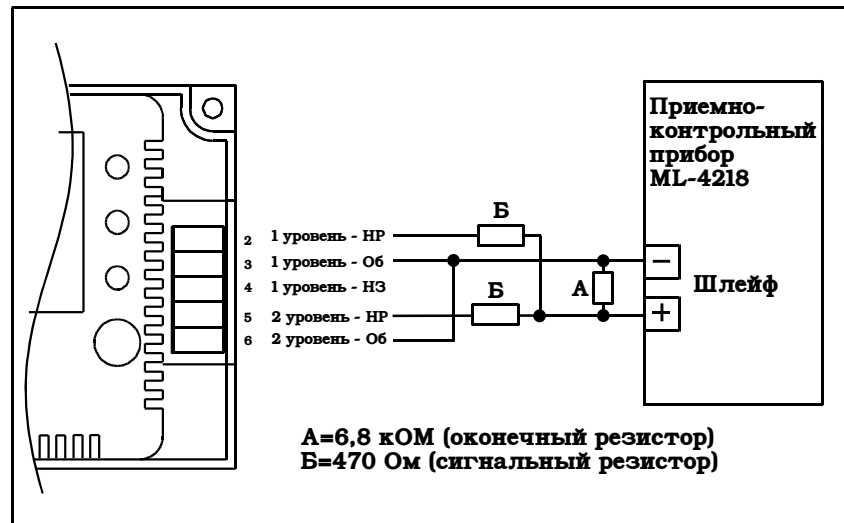 Приемно-
контрольный
прибор
ML-4218
Б
2 1 уровень - НР
3 1 уровень - Об
4 1 уровень - НЗ
Б
А
5 2 уровень - НР
6 2 уровень - Об
−
Шлейф
+
А=6,8 кОМ (оконечный резистор)
Б=470 Ом (сигнальный резистор)